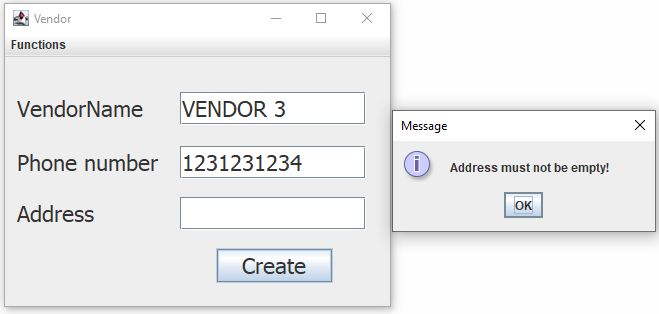 Vendor
Functions
VendorName VENDOR 3
Phone number 1231231234
Address
Create
Message
i
Address must not be empty!
OK